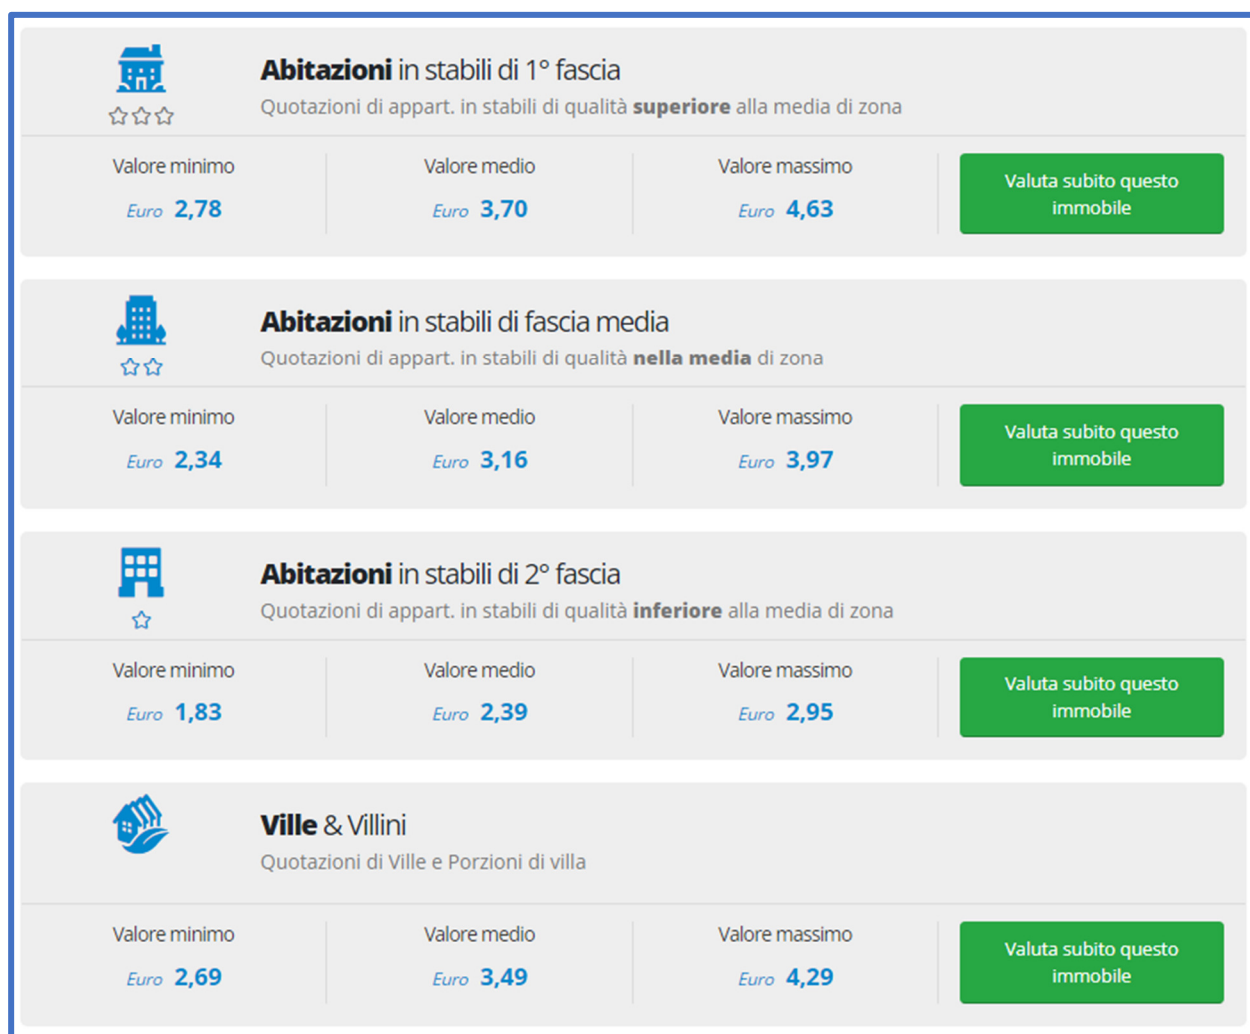 Abitazioni in stabili di 1° fascia
Quotazioni di appart. in stabili di qualità superiore alla media di zona
Valore minimo Valore medio Valore massimo Valuta subito questo immobile
Euro 2,78 Euro 3,70 Euro 4,63
Abitazioni in stabili di fascia media
Quotazioni di appart. in stabili di qualità nella media di zona
Valore minimo Valore medio Valore massimo Valuta subito questo immobile
Euro 2,34 Euro 3,16 Euro 3,97
Abitazioni in stabili di 2° fascia
Quotazioni di appart. in stabili di qualità inferiore alla media di zona
Valore minimo Valore medio Valore massimo Valuta subito questo immobile
Euro 1,83 Euro 2,39 Euro 2,95
Ville & Villini
Quotazioni di Ville e Porzioni di villa
Valore minimo Valore medio Valore massimo Valuta subito questo immobile
Euro 2,69 Euro 3,49 Euro 4,29